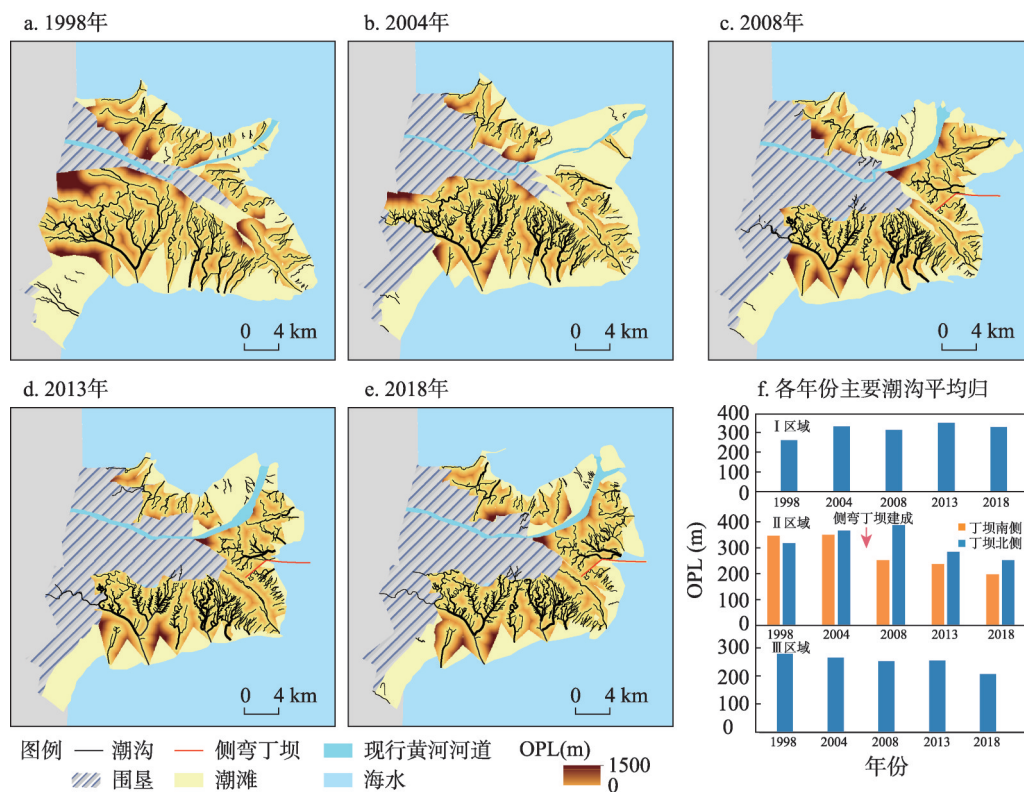 a. 1998年
b. 2004年
c. 2008年
0 4 km
0 4 km
0 4 km
d. 2013年
e. 2018年
f. 各年份主要潮沟平均归
0 4 km
0 4 km
400
300
200
100
0
Ⅰ区域
1998 2004 2008 2013 2018
OPL (m)
400
300
200
100
0
Ⅱ区域
侧弯丁坝建成
丁坝南侧
丁坝北侧
1998 2004 2008 2013 2018
300
200
100
0
Ⅲ区域
1998 2004 2008 2013 2018
年份
图例 潮沟 侧弯丁坝 现行黄河河道 OPL(m)
围垦 潮滩 海水
1500
0